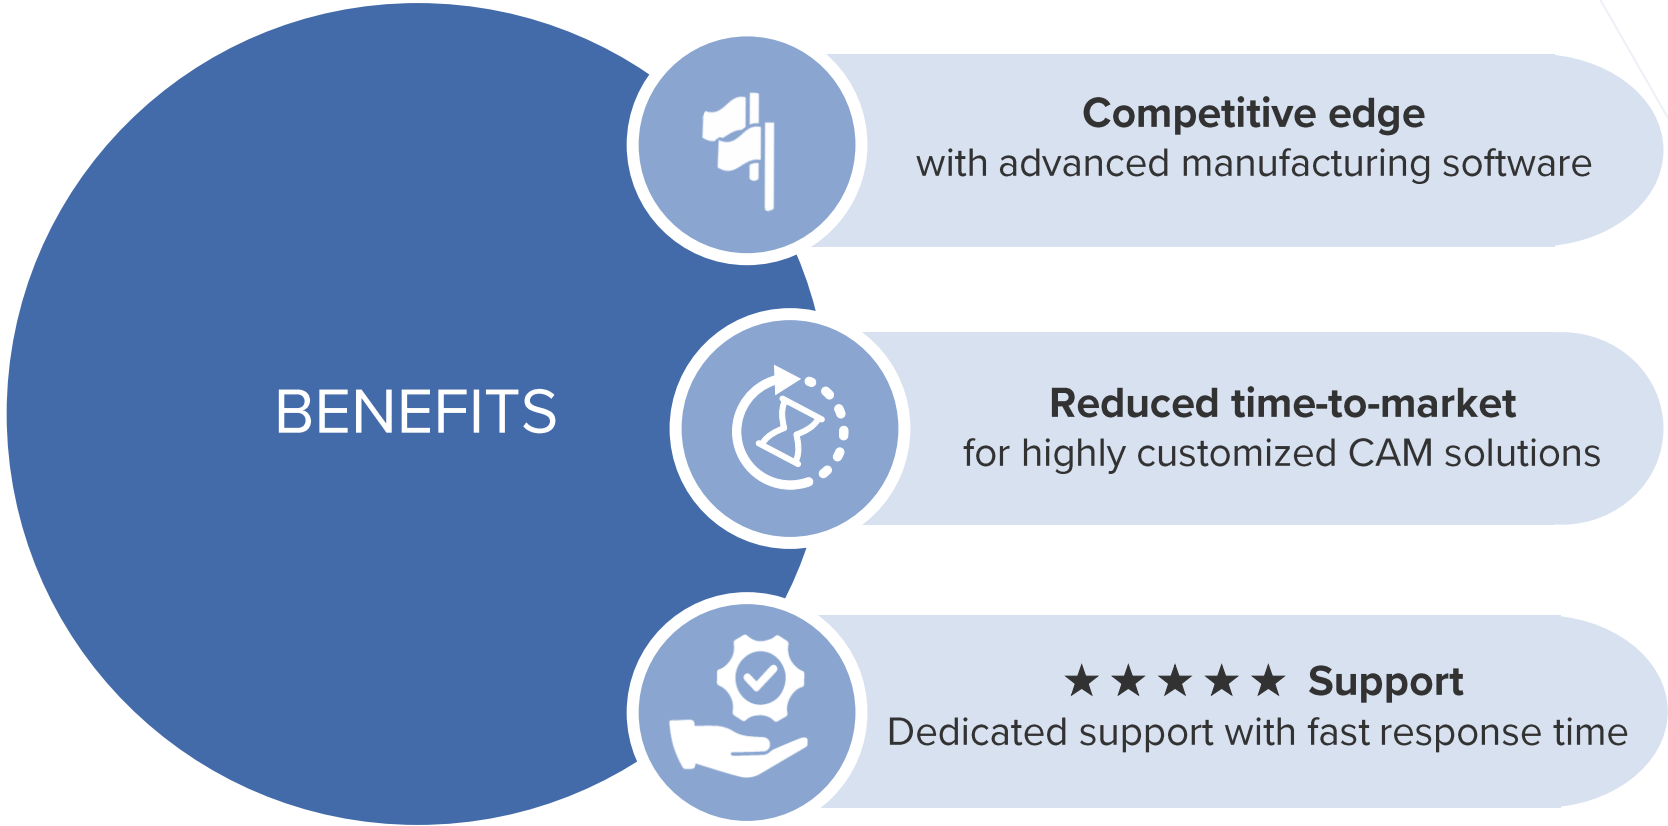 BENEFITS
Competitive edge
with advanced manufacturing software
Reduced time-to-market
for highly customized CAM solutions
★ ★ ★ ★ ★ Support
Dedicated support with fast response time